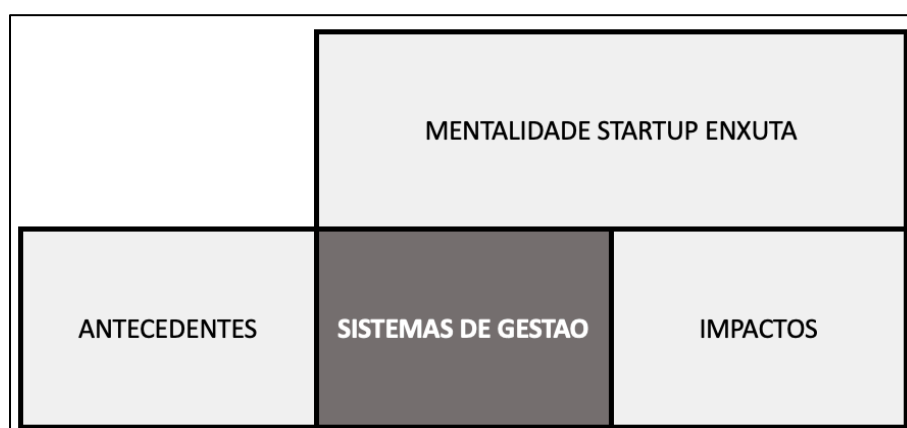 MENTALIDADE STARTUP ENXUTA
ANTECEDENTES
SISTEMAS DE GESTAO
IMPACTOS